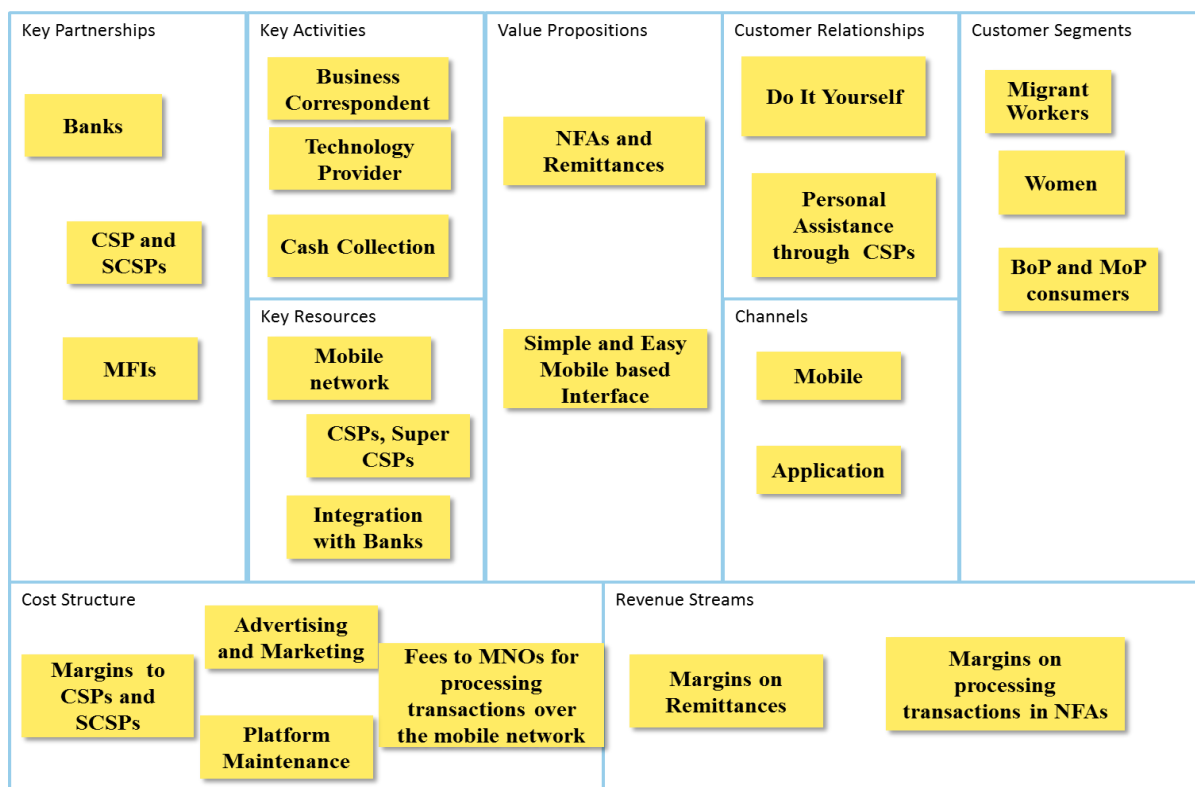 Key Partnerships
Banks
CSP and
SCSPs
MFIs
Key Activities
Business
Correspondent
Technology
Provider
Cash Collection
Key Resources
Mobile
network
CSPs, Super
CSPs
Integration
with Banks
Value Propositions
NFAs and
Remittances
Simple and Easy
Mobile based
Interface
Customer Relationships
Do It Yourself
Personal
Assistance
through CSPs
Channels
Mobile
Application
Customer Segments
Migrant
Workers
Women
BoP and MoP
consumers
Cost Structure
Margins to
CSPs and
SCSPs
Advertising
and Marketing
Platform
Maintenance
Fees to MNOs for
processing
transactions over
the mobile network
Revenue Streams
Margins on
Remittances
Margins on
processing
transactions in NFAs